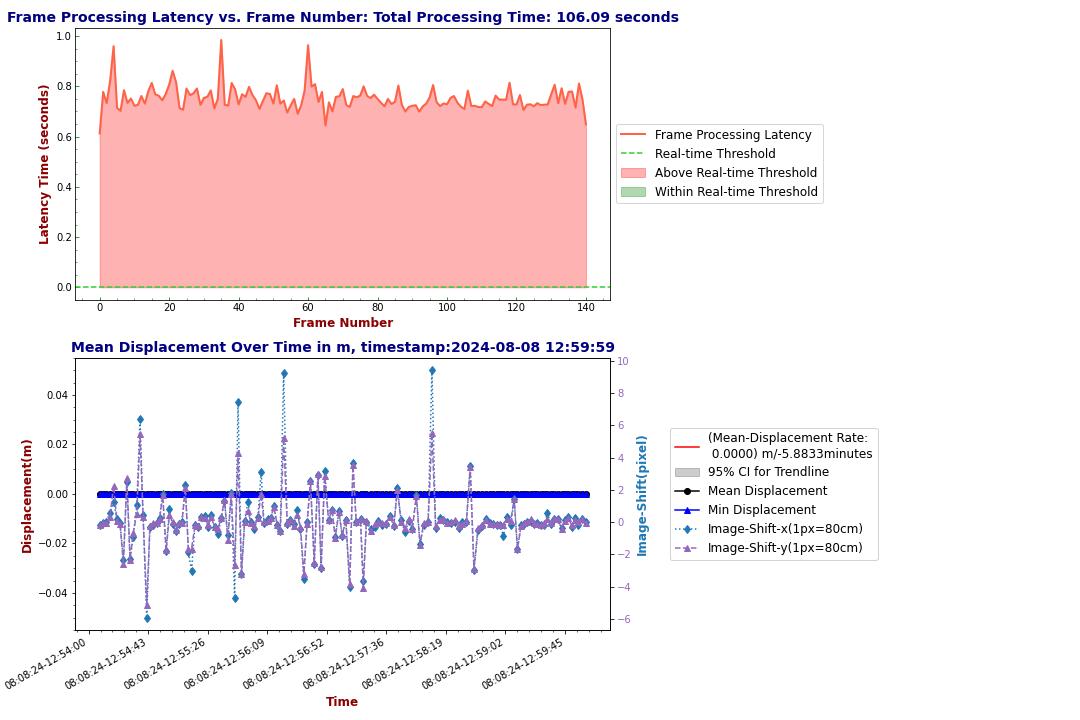 Frame Processing Latency vs. Frame Number: Total Processing Time: 106.09 seconds
1.0
0.8
0.6
0.4
0.2
0.0
Latency Time (seconds)
0 20 40 60 80 100 120 140
Frame Number
Frame Processing Latency
Real-time Threshold
Above Real-time Threshold
Within Real-time Threshold
Mean Displacement Over Time in m, timestamp:2024-08-08 12:59:59
0.04
0.02
0.00
−0.02
−0.04
Displacement(m)
10
8
6
4
2
0
−2
−4
−6
Image-Shift(pixel)
08:08:24-12:54:00
08:08:24-12:54:43
08:08:24-12:55:26
08:08:24-12:56:09
08:08:24-12:56:52
08:08:24-12:57:36
08:08:24-12:58:19
08:08:24-12:59:02
08:08:24-12:59:45
Time
(Mean-Displacement Rate:
0.0000) m/-5.8833minutes
95% CI for Trendline
Mean Displacement
Min Displacement
Image-Shift-x(1px=80cm)
Image-Shift-y(1px=80cm)